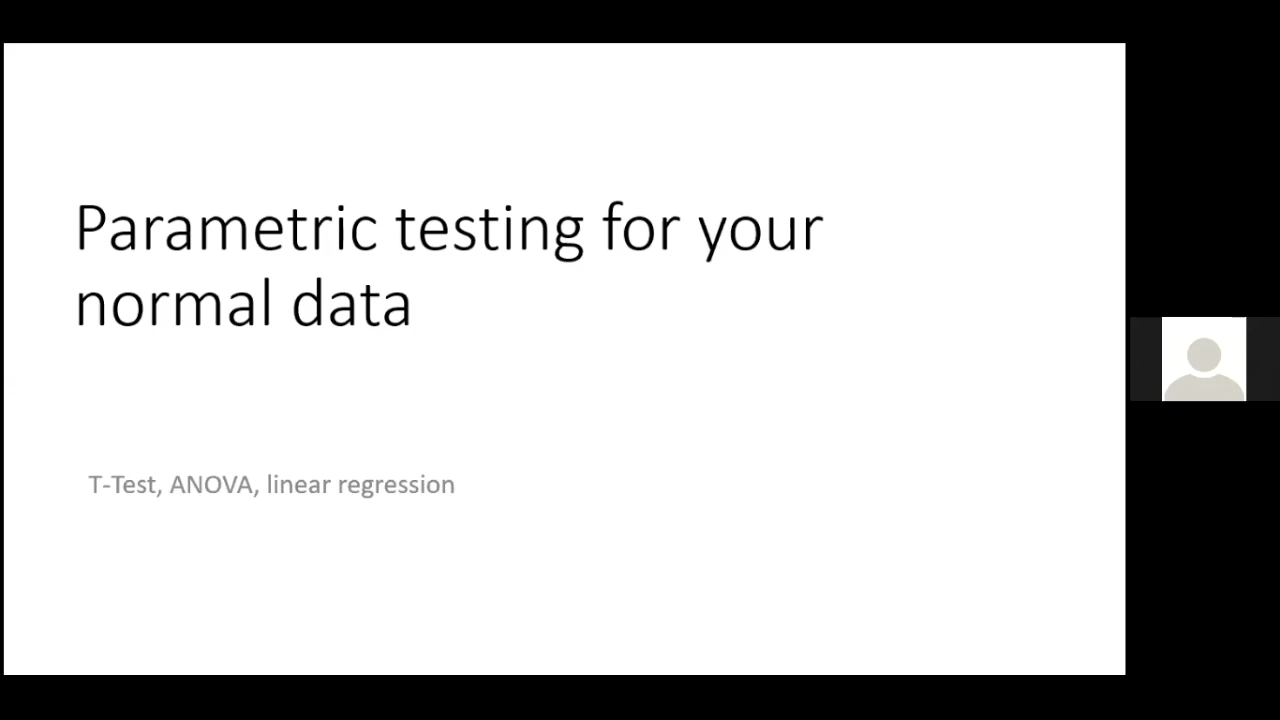 Parametric testing for your
normal data
T-Test, ANOVA, linear regression